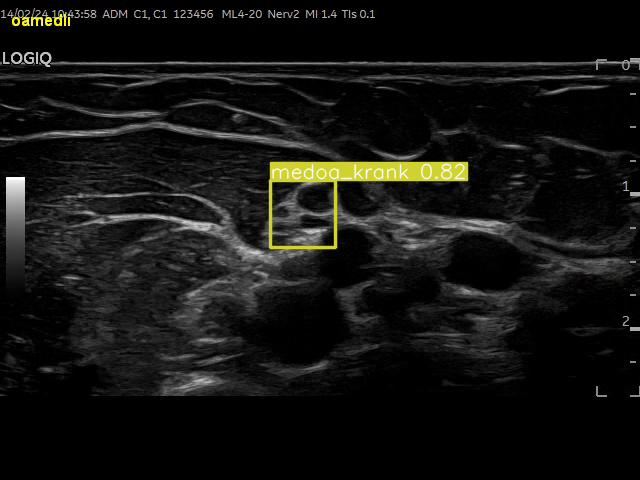 14/02/24 10:43:58 ADM C1, C1 123456 ML4-20 Nerv2 MI 1.4 TIs 0.1
oamedii
LOGIQ
0
medoa_krank 0.82
1
2